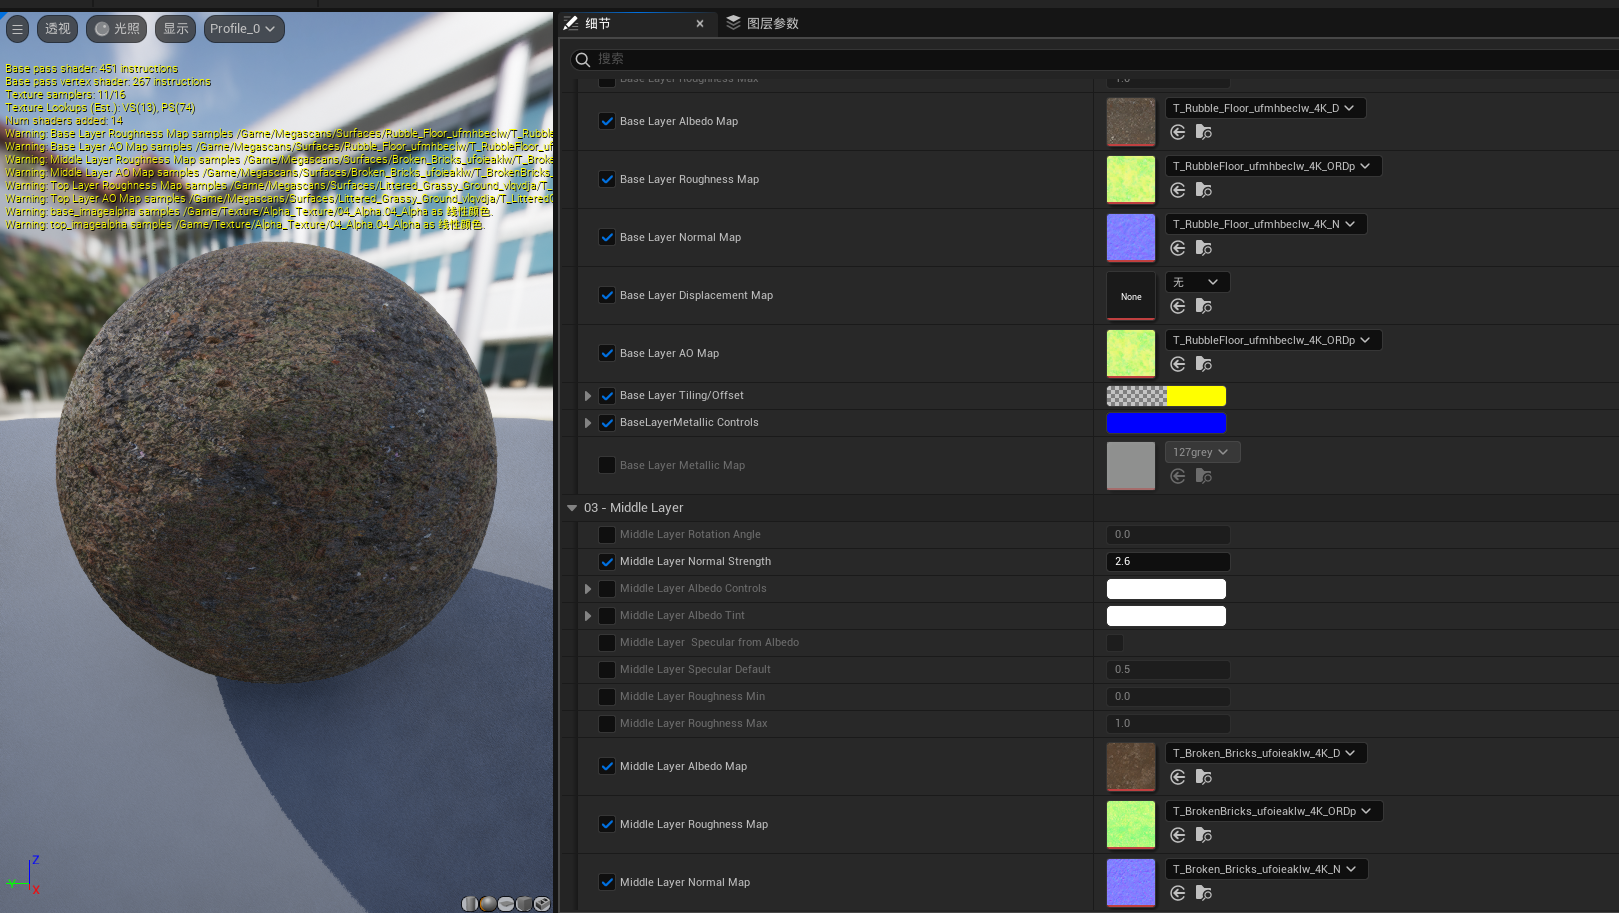 细节
图层参数
透视
光照
显示
Profile_0
搜索
Base pass shader: 451 instructions
Base pass vertex shader: 267 instructions
Texture samplers: 11/16
Texture Lookups (Est.): VS(13), PS(74)
Num shaders added: 14
Warning: Base Layer Roughness Map samples /Game/Megascans/Surfaces/Rubble_Floor_ufmhbeclw/T_Rubble
Warning: Base Layer AO Map samples /Game/Megascans/Surfaces/Rubble_Floor_ufmhbeclw/T_RubbleFloor_uf
Warning: Middle Layer Roughness Map samples /Game/Megascans/Surfaces/Broken_Bricks_ufoieaklw/T_Broke
Warning: Middle Layer AO Map samples /Game/Megascans/Surfaces/Broken_Bricks_ufoieaklw/T_BrokenBricks_
Warning: Top Layer Roughness Map samples /Game/Megascans/Surfaces/Littered_Grassy_Ground_vlqvdja/T_
Warning: Top Layer AO Map samples /Game/Megascans/Surfaces/Littered_Grassy_Ground_vlqvdja/T_Littered
Warning: base_imagealpha samples /Game/Texture/Alpha_Texture/04_Alpha.04_Alpha as 线性颜色.
Warning: top_imagealpha samples /Game/Texture/Alpha_Texture/04_Alpha.04_Alpha as 线性颜色.
Z
Y
X
Base Layer Roughness Max 1.0
Base Layer Albedo Map T_Rubble_Floor_ufmhbeclw_4K_D
Base Layer Roughness Map T_RubbleFloor_ufmhbeclw_4K_ORDp
Base Layer Normal Map T_Rubble_Floor_ufmhbeclw_4K_N
Base Layer Displacement Map None 无
Base Layer AO Map T_RubbleFloor_ufmhbeclw_4K_ORDp
Base Layer Tiling/Offset
BaseLayerMetallic Controls
Base Layer Metallic Map 127grey
03 - Middle Layer
Middle Layer Rotation Angle 0.0
Middle Layer Normal Strength 2.6
Middle Layer Albedo Controls
Middle Layer Albedo Tint
Middle Layer  Specular from Albedo
Middle Layer Specular Default 0.5
Middle Layer Roughness Min 0.0
Middle Layer Roughness Max 1.0
Middle Layer Albedo Map T_Broken_Bricks_ufoieaklw_4K_D
Middle Layer Roughness Map T_BrokenBricks_ufoieaklw_4K_ORDp
Middle Layer Normal Map T_Broken_Bricks_ufoieaklw_4K_N